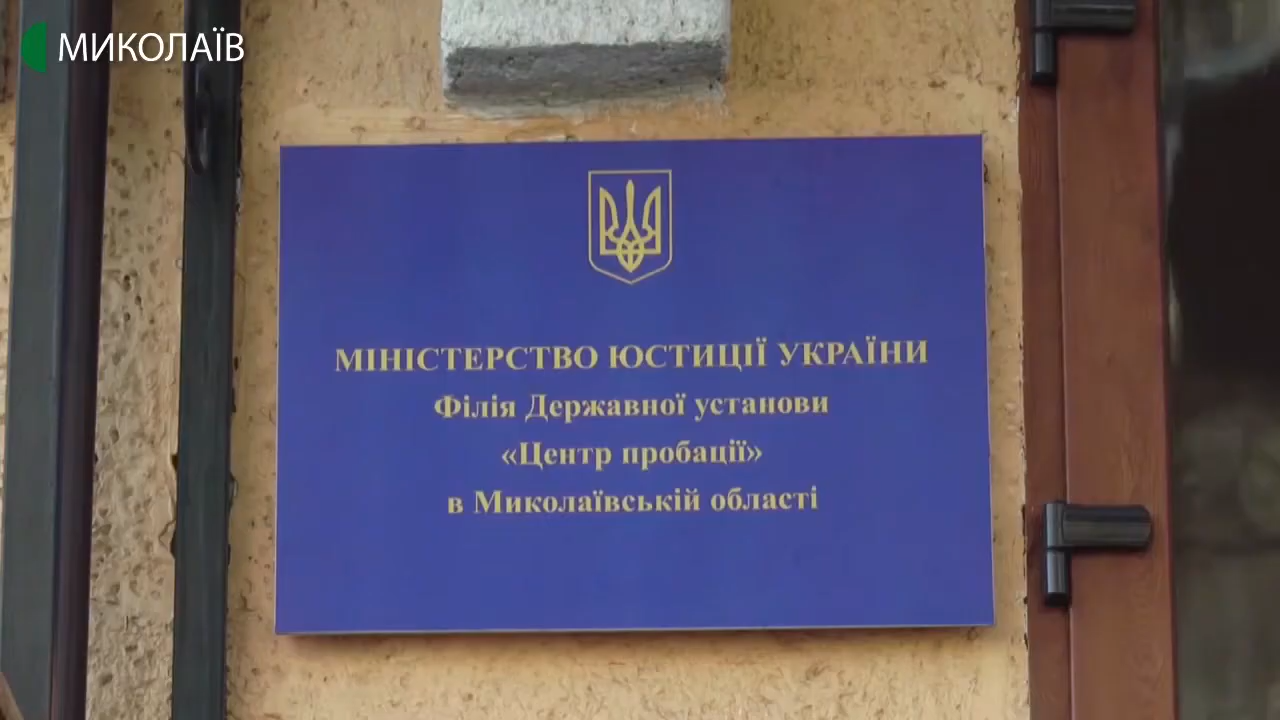 МИКОЛАЇВ
МІНІСТЕРСТВО ЮСТИЦІЇ УКРАЇНИ
Філія Державної установи
«Центр пробації»
в Миколаївській області